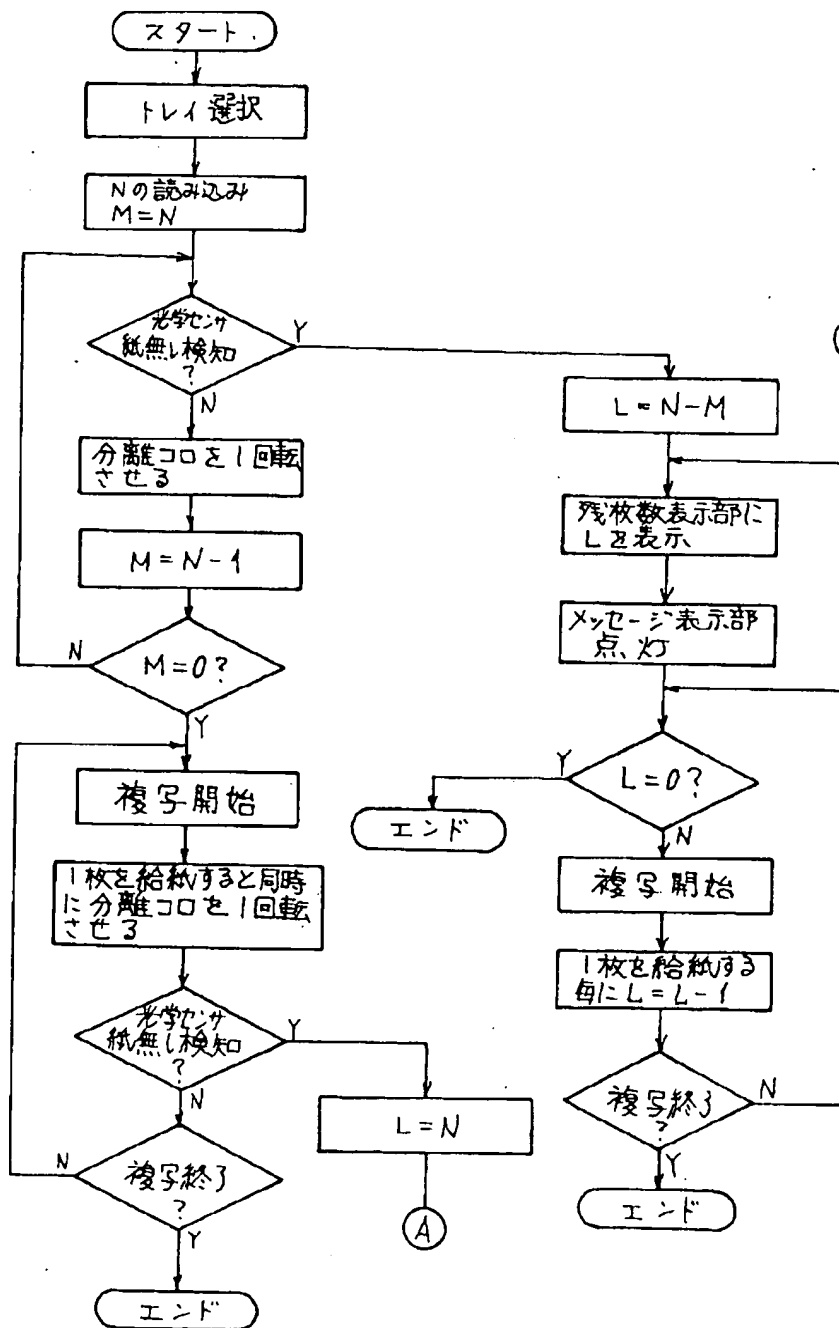 スタート
トレイ選択
Nの読み込み
M=N
光学センサ
紙無し検知
?
Y
N
分離コロを1回転
させる
M=N-1
M=0?
N
Y
複写開始
1枚を給紙すると同時
に分離コロを1回転
させる
光学センサ
紙無し検知
?
Y
N
複写終了
?
N
Y
エンド
L=N
A
L=N-M
残枚数表示部に
Lを表示
メッセージ表示部
点灯
L=0?
Y
N
エンド
複写開始
1枚を給紙する
毎にL=L-1
複写終了
?
N
Y
エンド